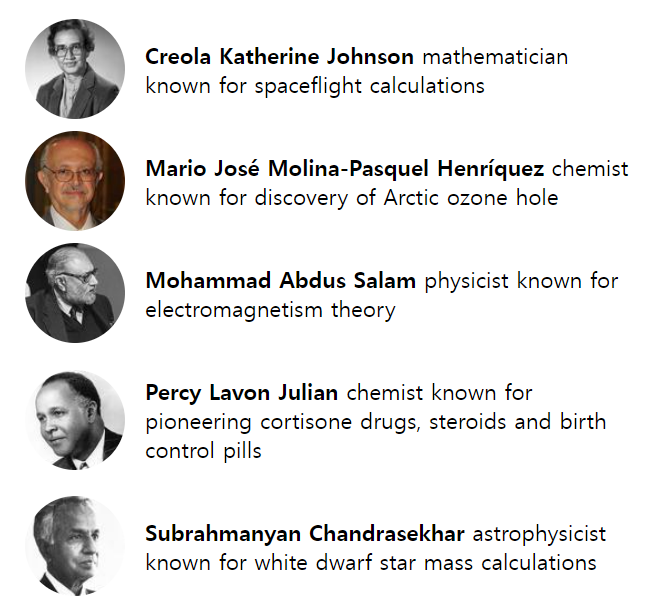 Creola Katherine Johnson mathematician
known for spaceflight calculations
Mario José Molina-Pasquel Henríquez chemist
known for discovery of Arctic ozone hole
Mohammad Abdus Salam physicist known for
electromagnetism theory
Percy Lavon Julian chemist known for
pioneering cortisone drugs, steroids and birth
control pills
Subrahmanyan Chandrasekhar astrophysicist
known for white dwarf star mass calculations